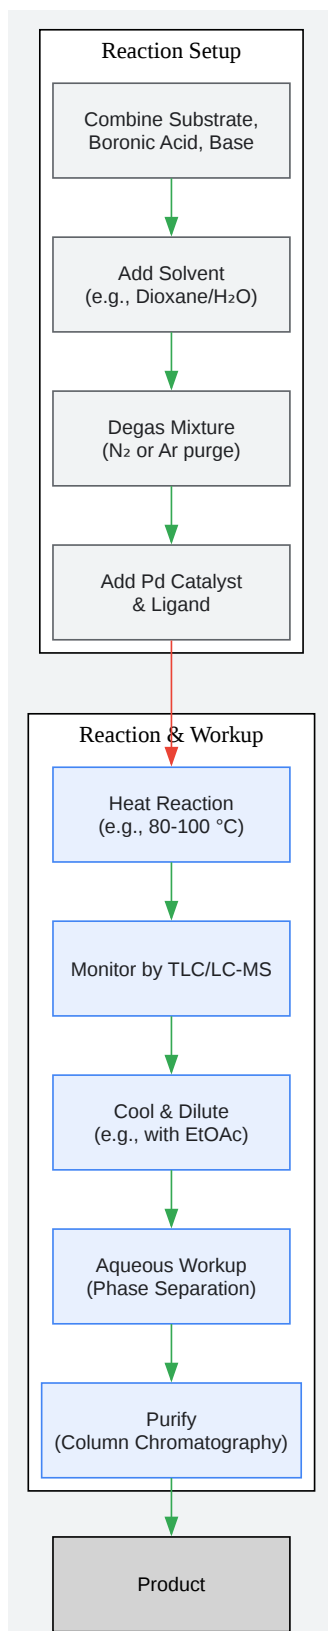 Reaction Setup
Combine Substrate,
Boronic Acid, Base
Add Solvent
(e.g., Dioxane/H₂O)
Degas Mixture
(N₂ or Ar purge)
Add Pd Catalyst
& Ligand
Reaction & Workup
Heat Reaction
(e.g., 80-100 °C)
Monitor by TLC/LC-MS
Cool & Dilute
(e.g., with EtOAc)
Aqueous Workup
(Phase Separation)
Purify
(Column Chromatography)
Product